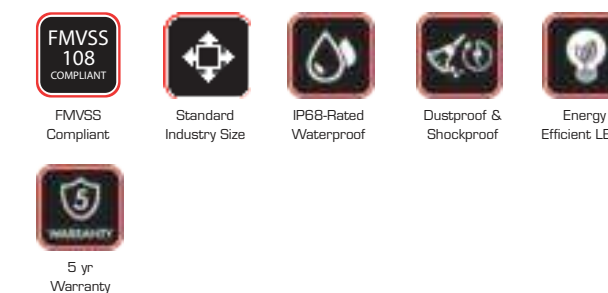 FMVSS
108
COMPLIANT
FMVSS
Compliant
Standard
Industry Size
IP68-Rated
Waterproof
Dustproof &
Shockproof
Energy
Efficient LE
5
WARRANTY
5 yr
Warranty